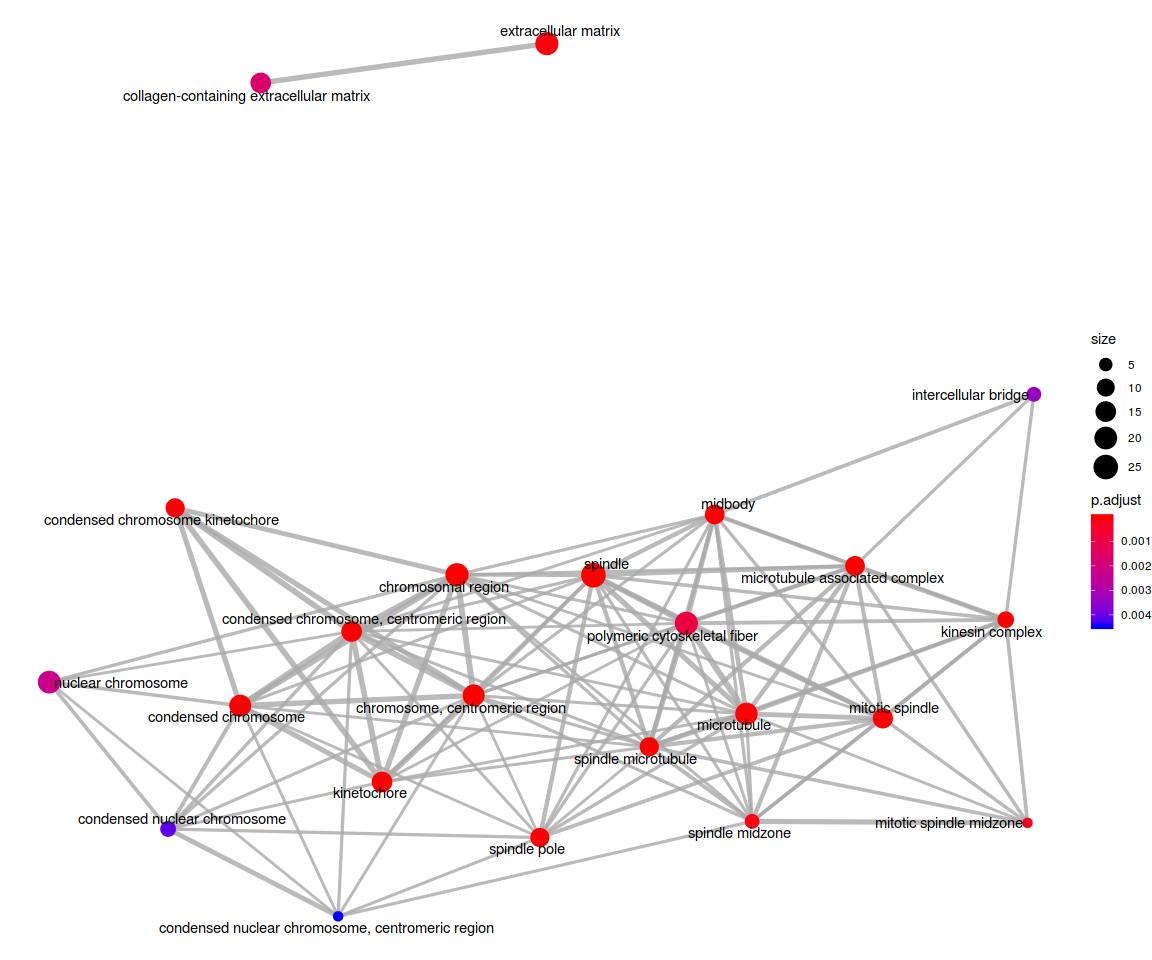 extracellular matrix
collagen-containing extracellular matrix
size
5
10
15
20
25
intercellular bridge
p.adjust
0.001
0.002
0.003
0.004
midbody
condensed chromosome kinetochore
spindle
microtubule associated complex
chromosomal region
condensed chromosome, centromeric region
kinesin complex
polymeric cytoskeletal fiber
nuclear chromosome
chromosome, centromeric region
mitotic spindle
condensed chromosome
microtubule
spindle microtubule
kinetochore
condensed nuclear chromosome
mitotic spindle midzone
spindle midzone
spindle pole
condensed nuclear chromosome, centromeric region